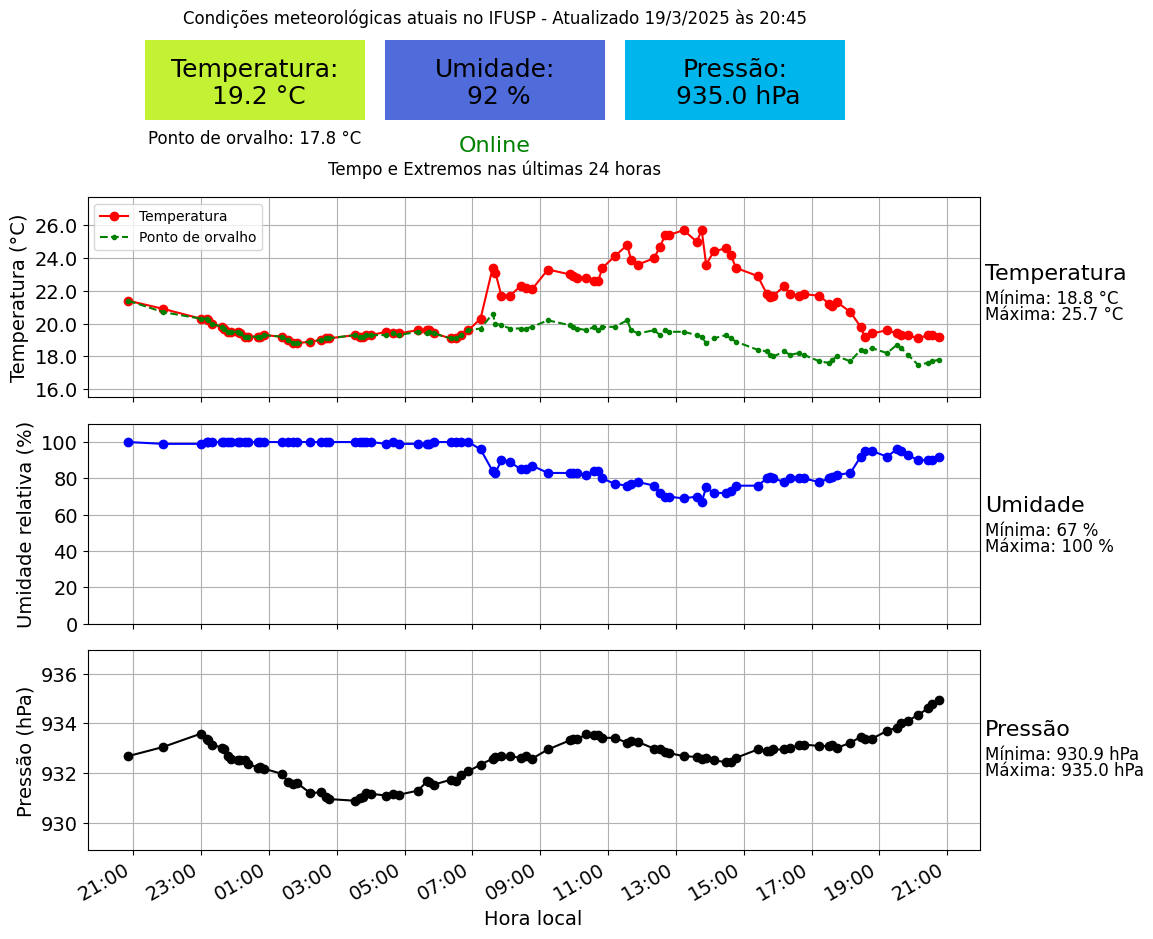 Condições meteorológicas atuais no IFUSP - Atualizado 19/3/2025 às 20:45
Temperatura:
19.2 °C
Umidade:
92 %
Pressão:
935.0 hPa
Ponto de orvalho: 17.8 °C
Online
Tempo e Extremos nas últimas 24 horas
Temperatura (°C)
26.0
24.0
22.0
20.0
18.0
16.0
Temperatura
Ponto de orvalho
Temperatura
Mínima: 18.8 °C
Máxima: 25.7 °C
Umidade relativa (%)
100
80
60
40
20
0
Umidade
Mínima: 67 %
Máxima: 100 %
Pressão (hPa)
936
934
932
930
Pressão
Mínima: 930.9 hPa
Máxima: 935.0 hPa
21:00 23:00 01:00 03:00 05:00 07:00 09:00 11:00 13:00 15:00 17:00 19:00 21:00
Hora local